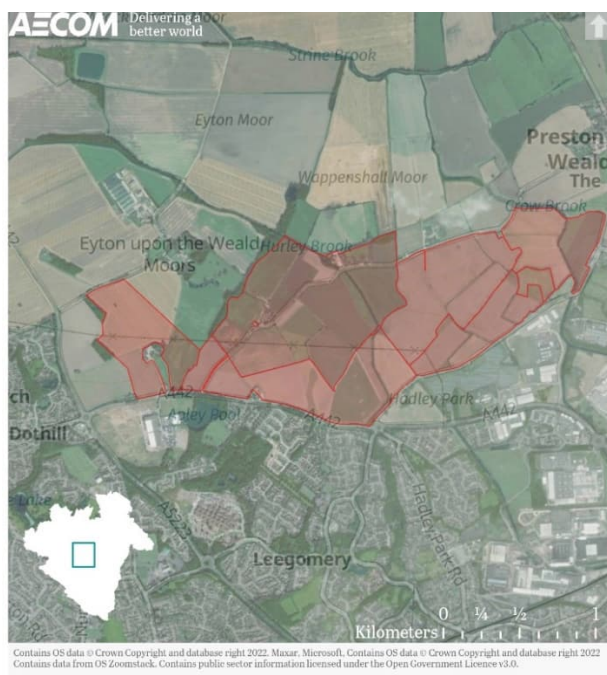 AECOM Delivering a
better world
Strine Brook
Eyton Moor
Preston
Weald
The
Wappenshall Moor
Crow Brook
Eyton upon the Weald
Moors
Hurley Brook
A442
ch
Dothill
Apley Pool
A442
Hadley Park
A442
e Lake
A5223
Leegomery
Hadley Park Rd
Rd
0 ¼ ½ 1
Kilometers
Contains OS data © Crown Copyright and database right 2022. Maxar, Microsoft, Contains OS data © Crown Copyright and database right 2022
Contains data from OS Zoomstack. Contains public sector information licensed under the Open Government Licence v3.0.